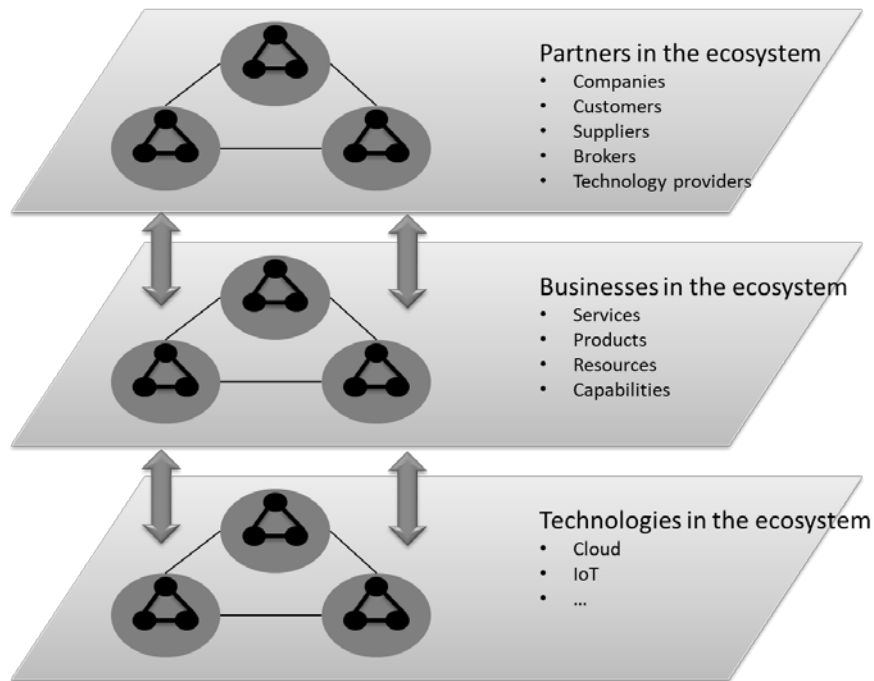 Partners in the ecosystem
• Companies
• Customers
• Suppliers
• Brokers
• Technology providers
Businesses in the ecosystem
• Services
• Products
• Resources
• Capabilities
Technologies in the ecosystem
• Cloud
• IoT
• ...